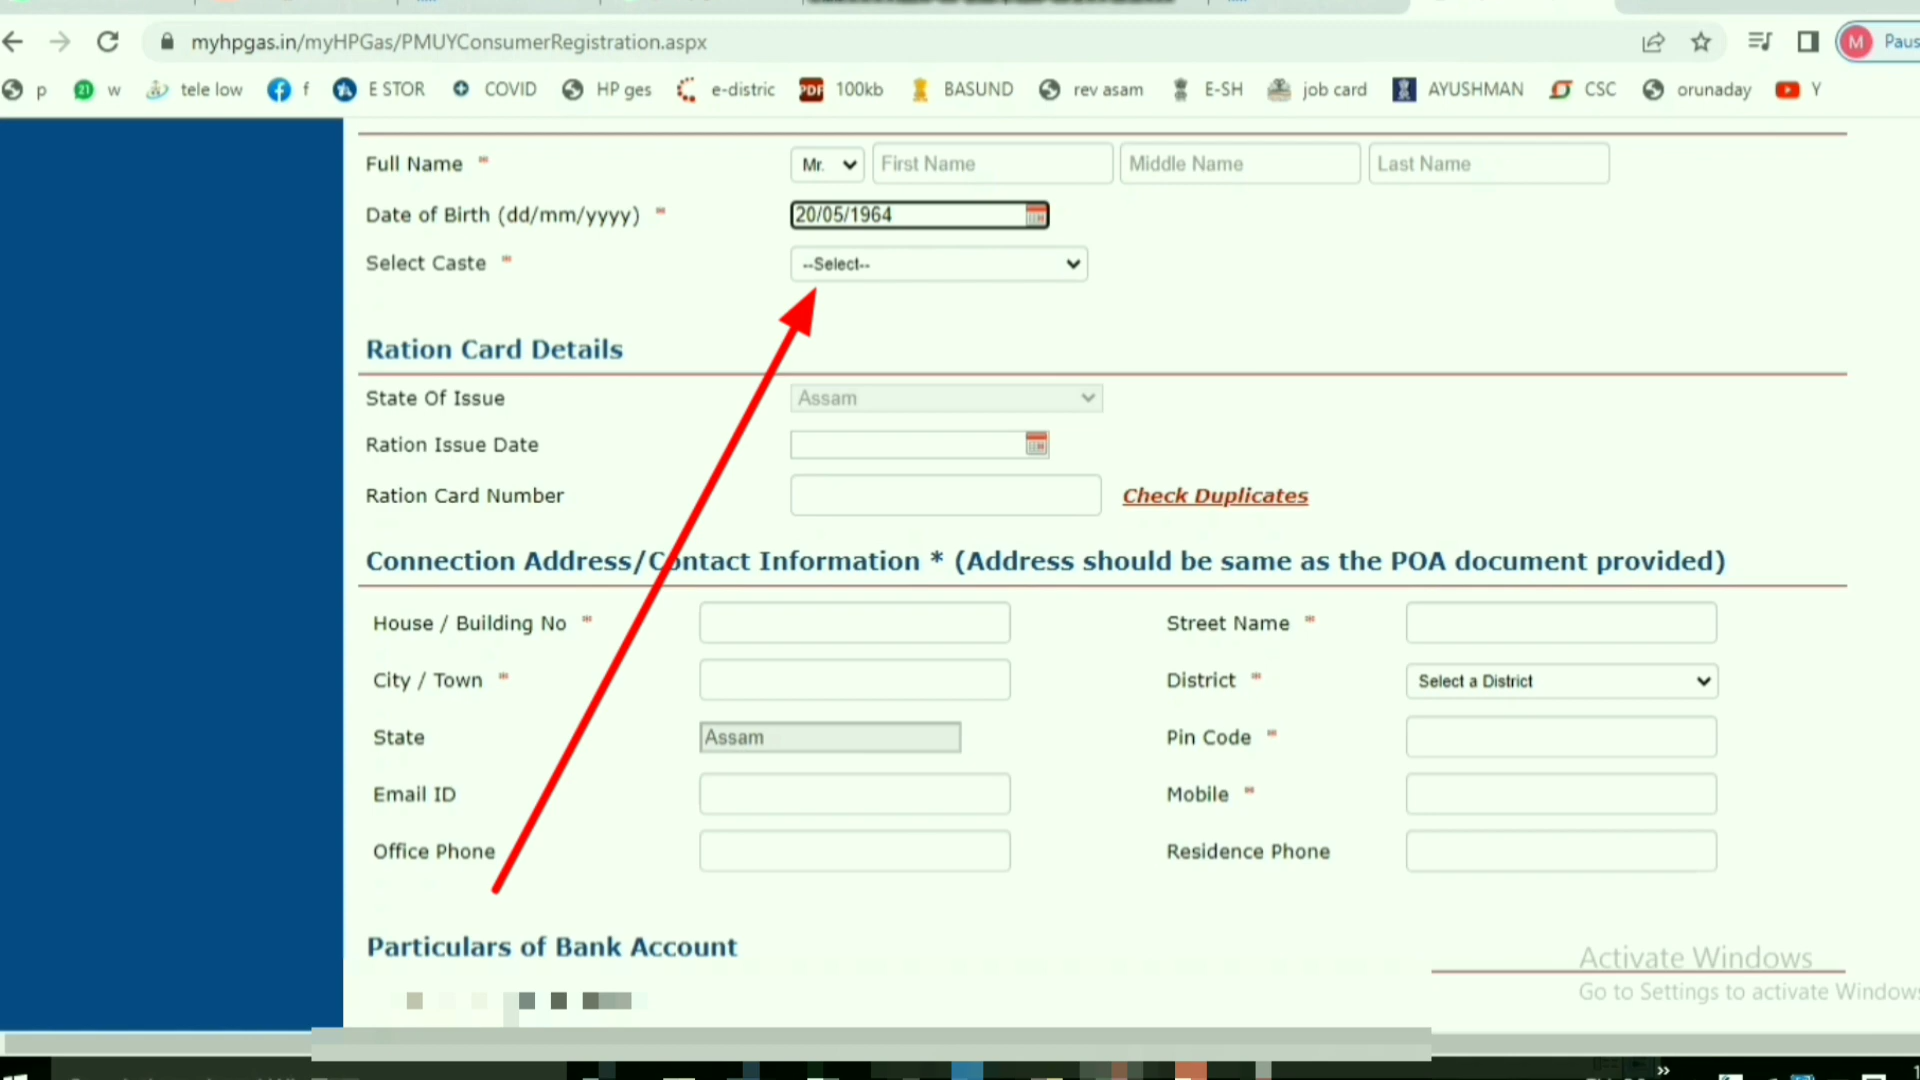 myhpgas.in/myHPGas/PMUYConsumerRegistration.aspx
M Paus
p 21 w tele low f E STOR COVID HP ges e-distric PDF 100kb BASUND rev asam E-SH job card AYUSHMAN CSC orunaday Y
Full Name * Mr. First Name Middle Name Last Name
Date of Birth (dd/mm/yyyy) * 20/05/1964
Select Caste * --Select--
Ration Card Details
State Of Issue Assam
Ration Issue Date
Ration Card Number Check Duplicates
Connection Address/Contact Information * (Address should be same as the POA document provided)
House / Building No * Street Name *
City / Town * District * Select a District
State Assam Pin Code *
Email ID Mobile *
Office Phone Residence Phone
Particulars of Bank Account
Activate Windows
Go to Settings to activate Windows